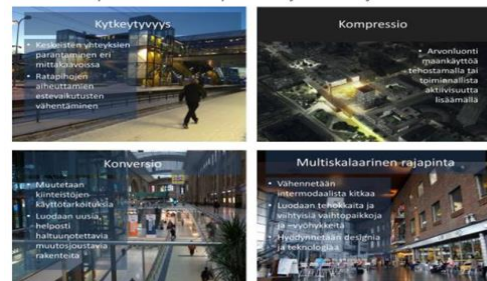 Kytkeytyvyys
• Keskeisten yhteyksien
parantaminen eri
mittakaavoissa
• Ratapihojen
aiheuttamien
estevaikutusten
vähentäminen
Kompressio
• Arvonluonti
maankäyttöä
tehostamalla tai
toiminnallista
aktiivisuutta
lisäämällä
Konversio
• Muutetaan
kiinteistöjen
käyttötarkoituksia
• Luodaan uusia,
helposti
haltuunotettavia
muutosjoustavia
rakenteita
Multiskalaarinen rajapinta
• Vähennetään
intermodaalista kitkaa
• Luodaan tehokkaita ja
viihtyisiä vaihtopaikkoja
ja –vyöhykkeitä
• Hyödynnetään designia
ja teknologiaa